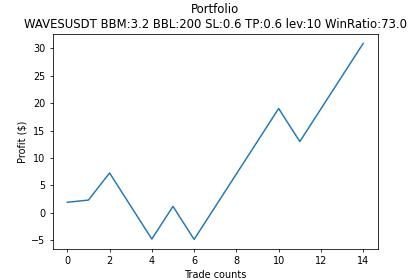 Portfolio
WAVESUSDT BBM:3.2 BBL:200 SL:0.6 TP:0.6 lev:10 WinRatio:73.0
30
25
20
15
10
5
0
−5
Profit ($)
0 2 4 6 8 10 12 14
Trade counts